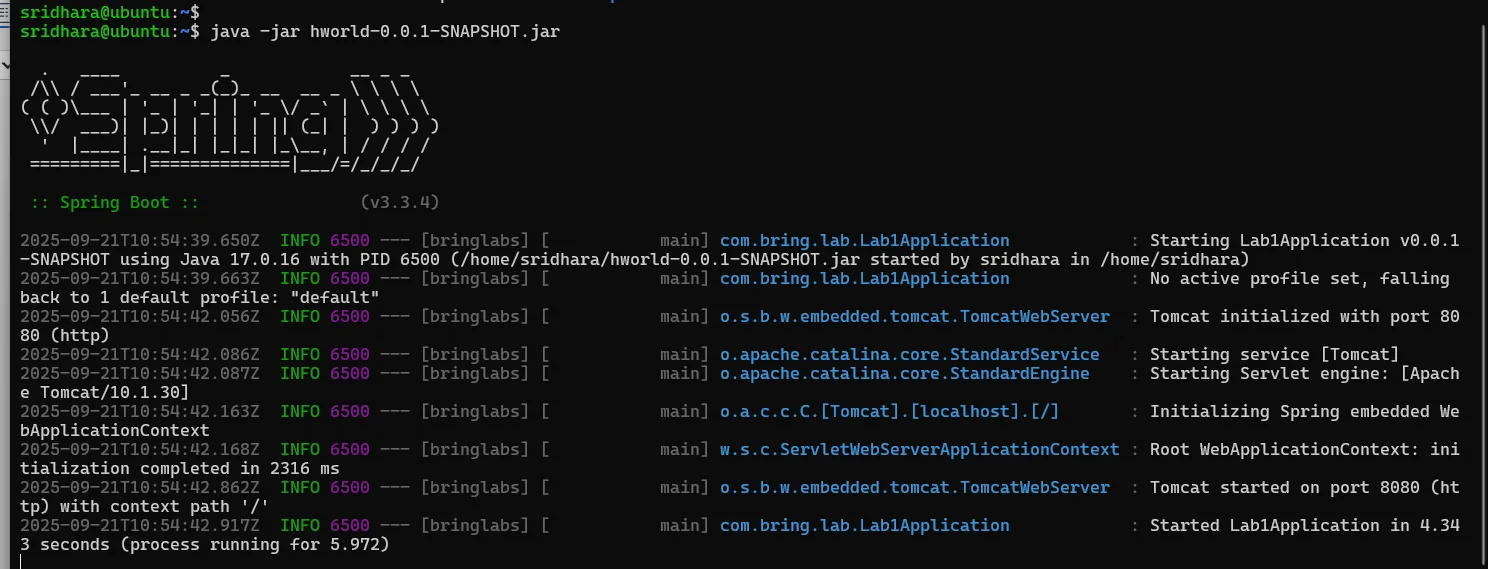 sridhara@ubuntu:~$
sridhara@ubuntu:~$ java -jar hworld-0.0.1-SNAPSHOT.jar
  .   ____          _            __ _ _
 /\\ / ___'_ __ _ _(_)_ __  __ _ \ \ \ \
( ( )\___ | '_ | '_| | '_ \/ _` | \ \ \ \
 \\/  ___)| |_)| | | | | || (_| |  ) ) ) )
  '  |____| .__|_| |_|_| |_\__, | / / / /
 =========|_|==============|___/=/_/_/_/
 :: Spring Boot ::                (v3.3.4)
2025-09-21T10:54:39.650Z  INFO 6500 --- [bringlabs] [           main] com.bring.lab.Lab1Application            : Starting Lab1Application v0.0.1
-SNAPSHOT using Java 17.0.16 with PID 6500 (/home/sridhara/hworld-0.0.1-SNAPSHOT.jar started by sridhara in /home/sridhara)
2025-09-21T10:54:39.663Z  INFO 6500 --- [bringlabs] [           main] com.bring.lab.Lab1Application            : No active profile set, falling
back to 1 default profile: "default"
2025-09-21T10:54:42.056Z  INFO 6500 --- [bringlabs] [           main] o.s.b.w.embedded.tomcat.TomcatWebServer  : Tomcat initialized with port 80
80 (http)
2025-09-21T10:54:42.086Z  INFO 6500 --- [bringlabs] [           main] o.apache.catalina.core.StandardService   : Starting service [Tomcat]
2025-09-21T10:54:42.087Z  INFO 6500 --- [bringlabs] [           main] o.apache.catalina.core.StandardEngine    : Starting Servlet engine: [Apach
e Tomcat/10.1.30]
2025-09-21T10:54:42.163Z  INFO 6500 --- [bringlabs] [           main] o.a.c.c.C.[Tomcat].[localhost].[/]       : Initializing Spring embedded We
bApplicationContext
2025-09-21T10:54:42.168Z  INFO 6500 --- [bringlabs] [           main] w.s.c.ServletWebServerApplicationContext : Root WebApplicationContext: ini
tialization completed in 2316 ms
2025-09-21T10:54:42.862Z  INFO 6500 --- [bringlabs] [           main] o.s.b.w.embedded.tomcat.TomcatWebServer  : Tomcat started on port 8080 (ht
tp) with context path '/'
2025-09-21T10:54:42.917Z  INFO 6500 --- [bringlabs] [           main] com.bring.lab.Lab1Application            : Started Lab1Application in 4.34
3 seconds (process running for 5.972)